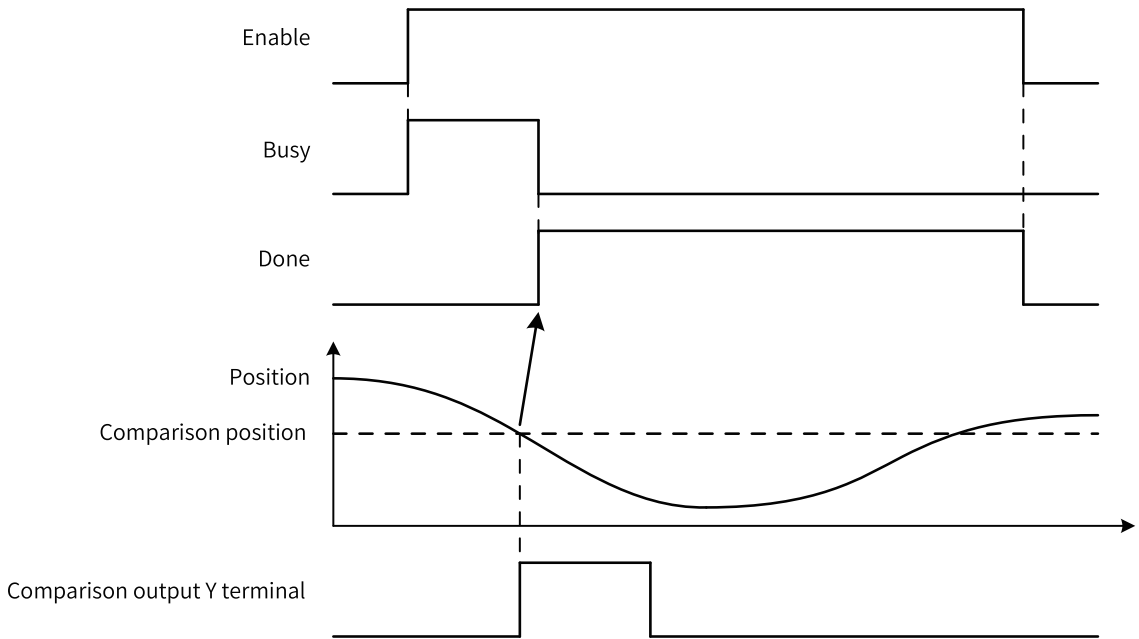 Enable
Busy
Done
Position
Comparison position
Comparison output Y terminal